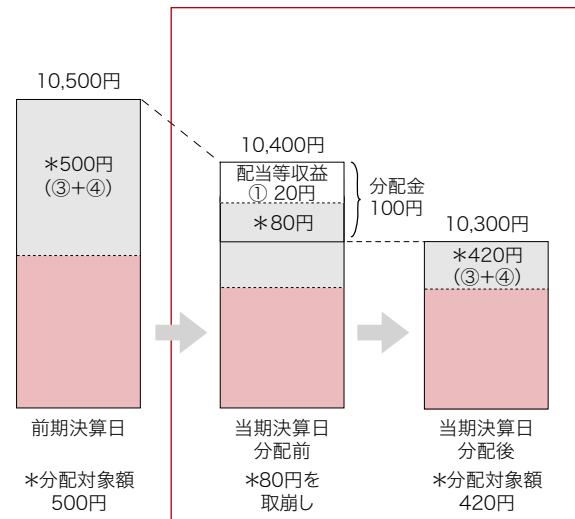 10,500円
*500円
(③+④)
前期決算日
*分配対象額
500円
10,400円
配当等収益
① 20円
*80円
分配金
100円
当期決算日
分配前
*80円を
取崩し
10,300円
*420円
(③+④)
当期決算日
分配後
*分配対象額
420円